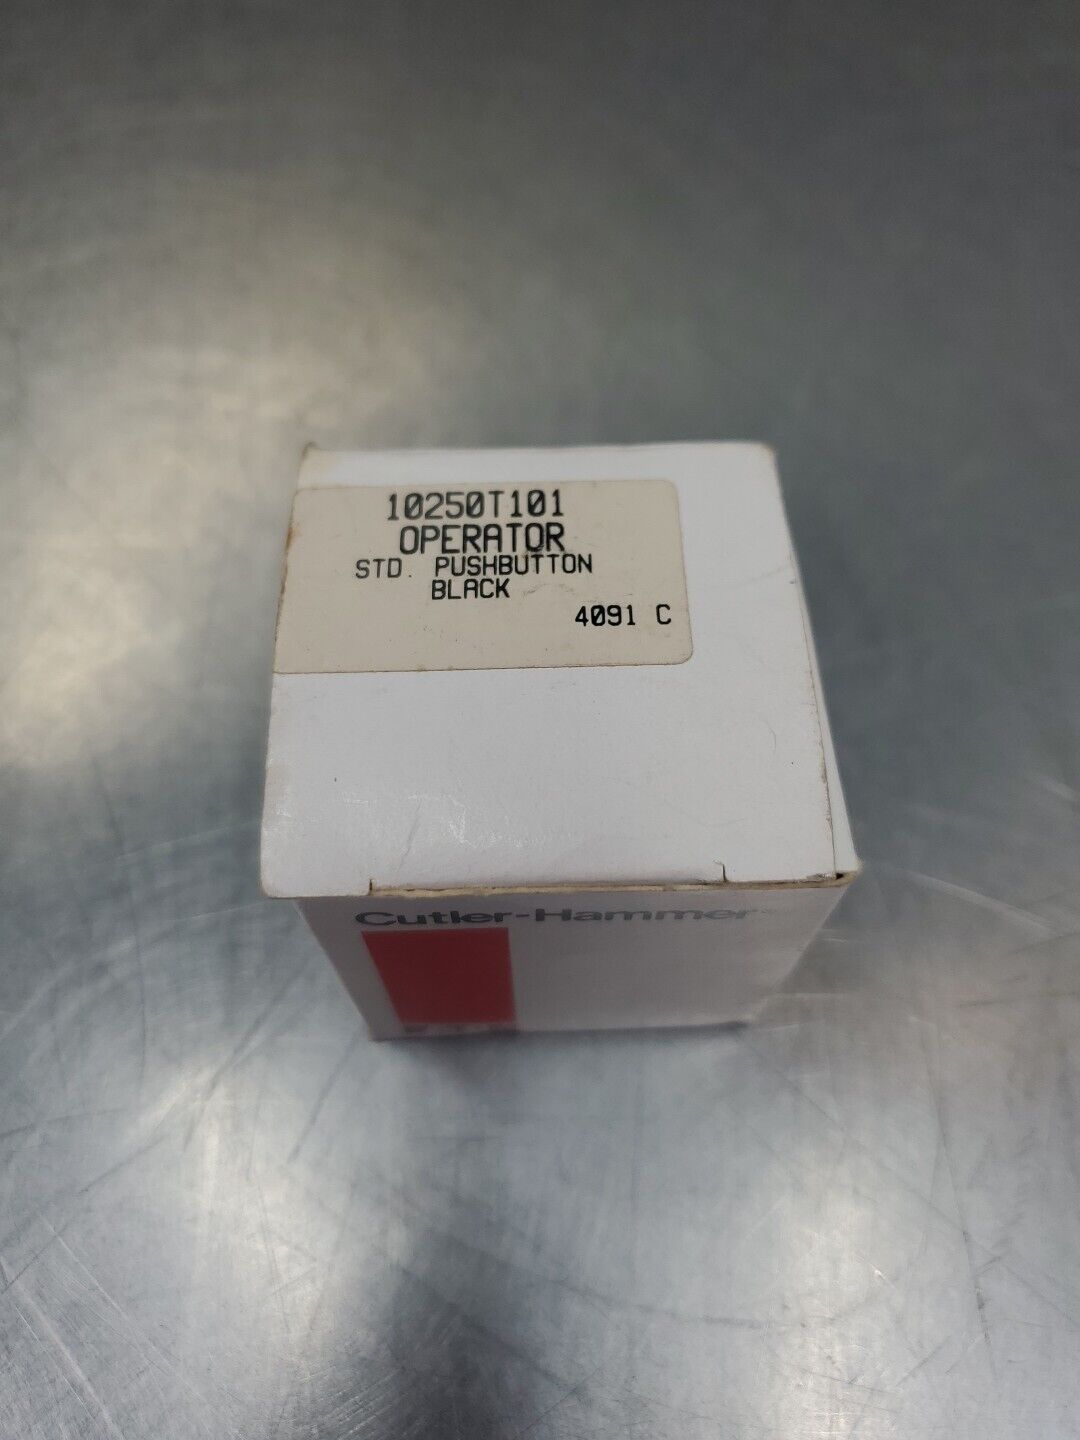 10250T101
OPERATOR
STD. PUSHBUTTON
BLACK
4091 C
Cutler-Hammer